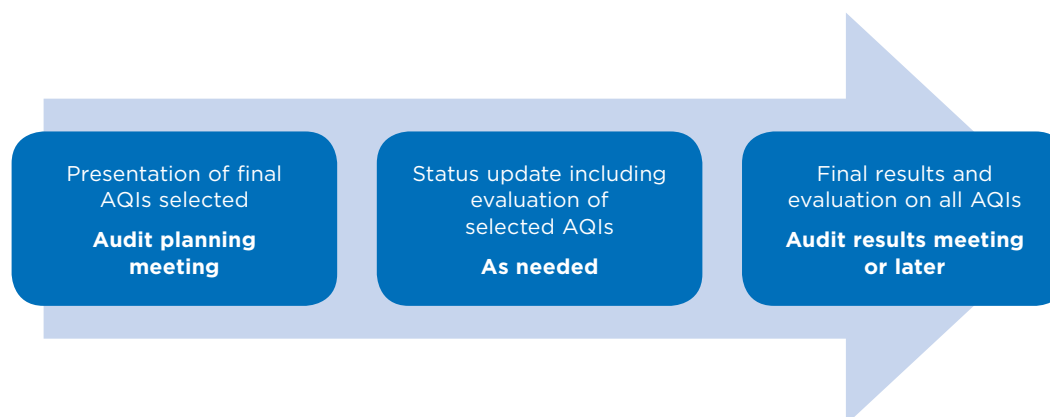 Presentation of final
AQIs selected
Audit planning
meeting
Status update including
evaluation of
selected AQIs
As needed
Final results and
evaluation on all AQIs
Audit results meeting
or later